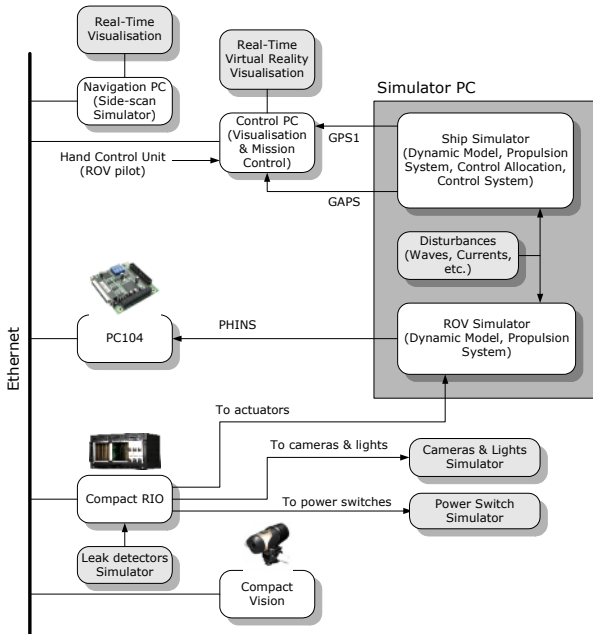 Real-Time
Visualisation
Real-Time
Virtual Reality
Visualisation
Navigation PC
(Side-scan
Simulator)
Simulator PC
Control PC
(Visualisation
& Mission
Control)
GPS1
Ship Simulator
(Dynamic Model, Propulsion
System, Control Allocation,
Control System)
Hand Control Unit
(ROV pilot)
GAPS
Disturbances
(Waves, Currents,
etc.)
PC104
PHINS
ROV Simulator
(Dynamic Model, Propulsion
System)
Ethernet
To actuators
To cameras & lights
Cameras & Lights
Simulator
Compact RIO
To power switches
Power Switch
Simulator
Leak detectors
Simulator
Compact
Vision